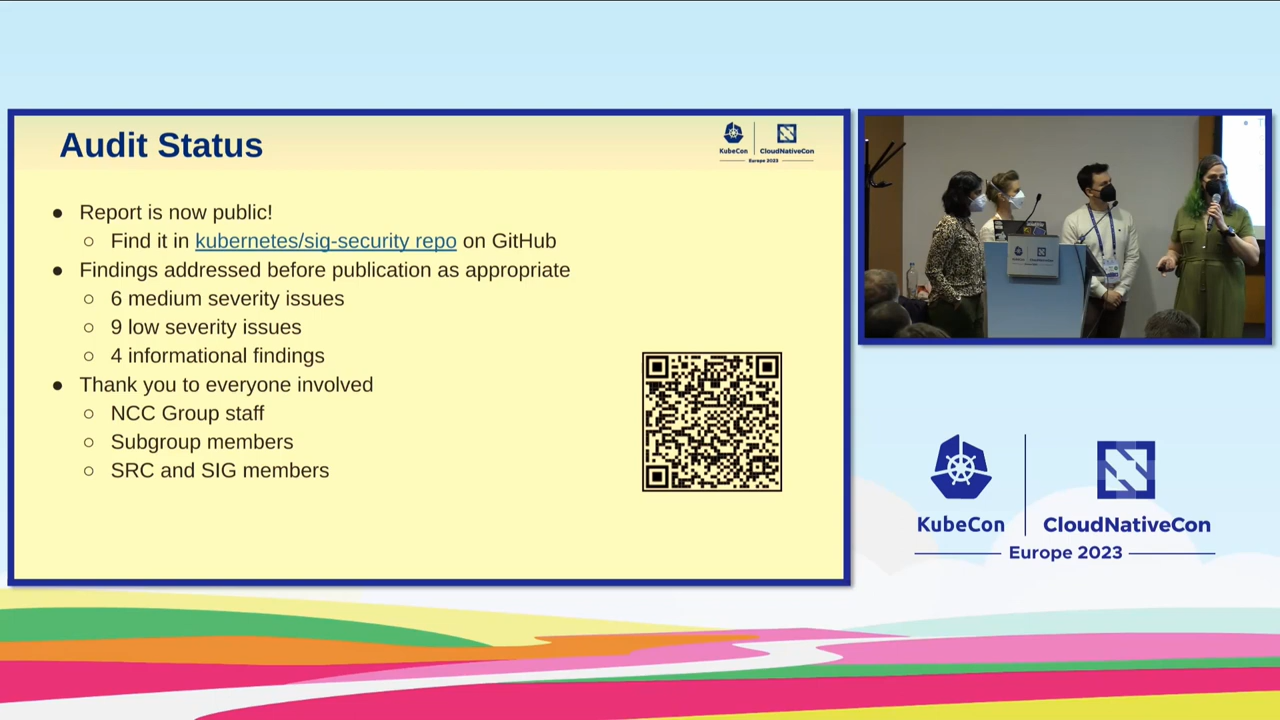 Audit Status
KubeCon
CloudNativeCon
Europe 2023
● Report is now public!
○ Find it in kubernetes/sig-security repo on GitHub
● Findings addressed before publication as appropriate
○ 6 medium severity issues
○ 9 low severity issues
○ 4 informational findings
● Thank you to everyone involved
○ NCC Group staff
○ Subgroup members
○ SRC and SIG members
KubeCon
CloudNativeCon
Europe 2023